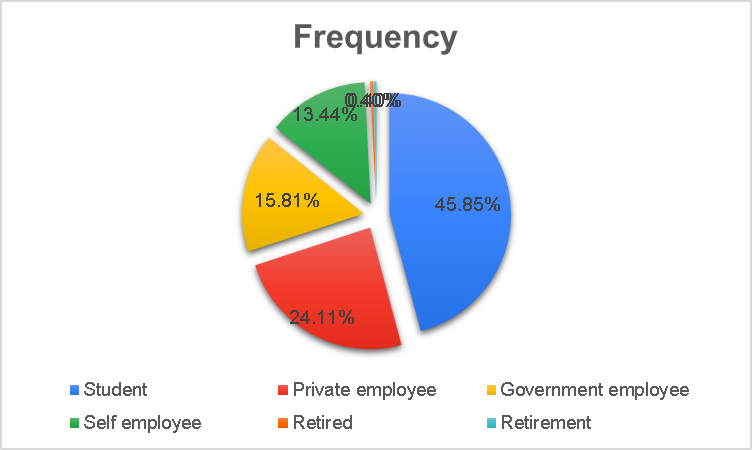 Frequency
13.44%
45.85%
15.81%
24.11%
Student Private employee Government employee
Self employee Retired Retirement